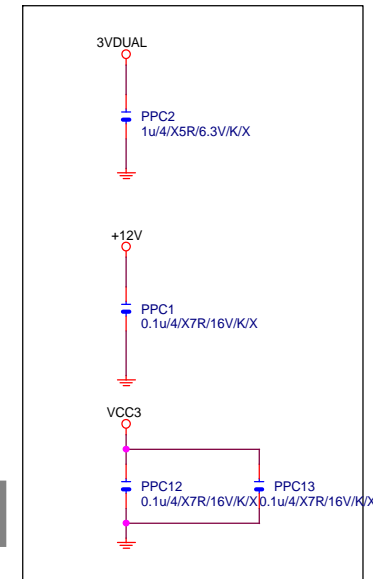 3VDUAL
PPC2
1u/4/X5R/6.3V/K/X
+12V
PPC1
0.1u/4/X7R/16V/K/X
VCC3
PPC12
0.1u/4/X7R/16V/K/X
PPC13
0.1u/4/X7R/16V/K/X